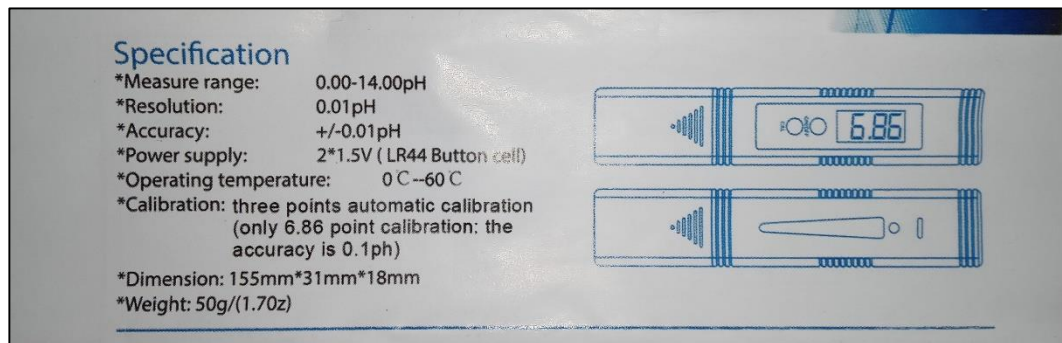 Specification
*Measure range: 0.00-14.00pH
*Resolution: 0.01pH
*Accuracy: +/-0.01pH
*Power supply: 2*1.5V ( LR44 Button cell)
*Operating temperature: 0℃--60℃
*Calibration: three points automatic calibration
(only 6.86 point calibration: the
accuracy is 0.1ph)
*Dimension: 155mm*31mm*18mm
*Weight: 50g/(1.70z)
6.86